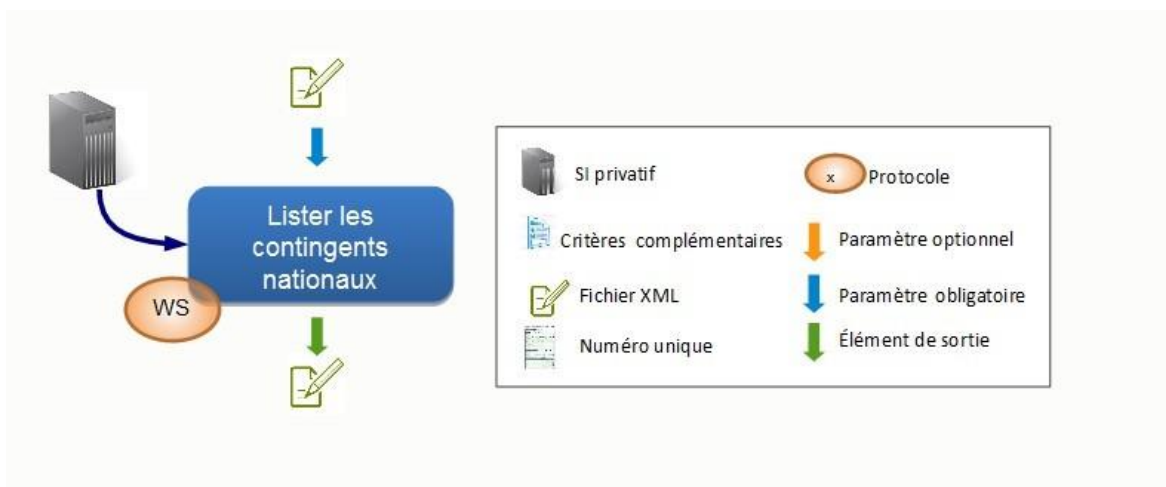 Lister les
contingents
nationaux
WS
SI privatif
x Protocole
Critères complémentaires
Paramètre optionnel
Fichier XML
Paramètre obligatoire
Numéro unique
Élément de sortie